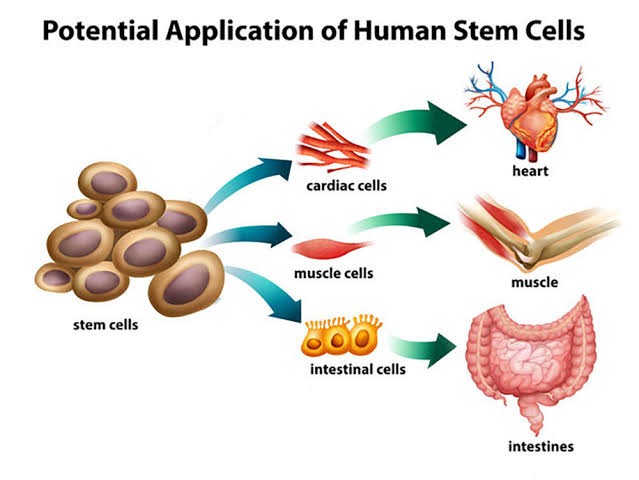 Potential Application of Human Stem Cells
cardiac cells
heart
muscle cells
muscle
stem cells
intestinal cells
intestines